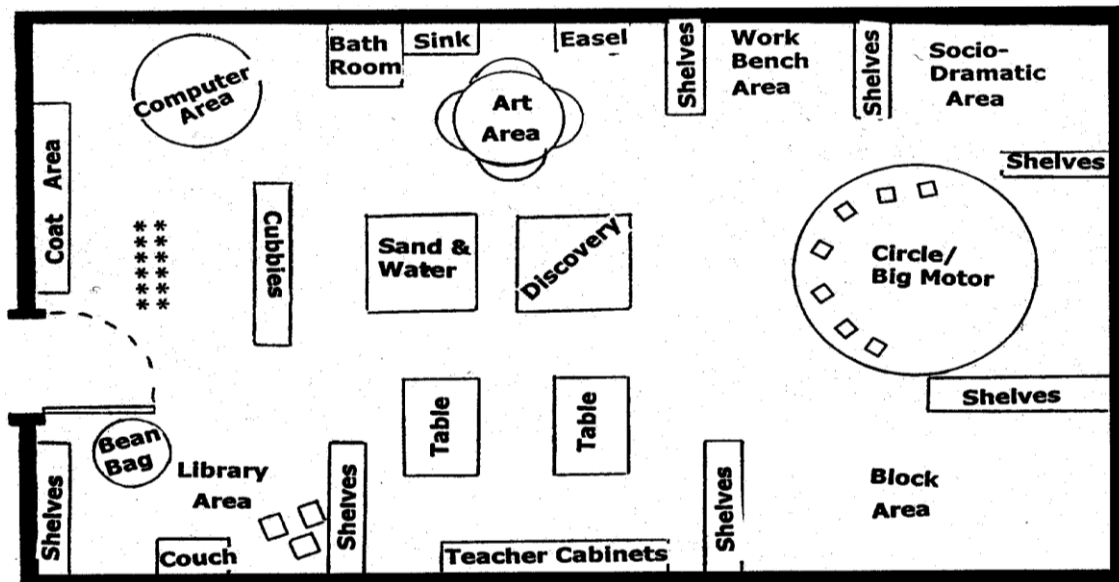 Bath
Room
Sink
Easel
Shelves
Work
Bench
Area
Shelves
Socio-
Dramatic
Area
Computer
Area
Art
Area
Shelves
Coat Area
******
******
Cubbies
Sand &
Water
Discovery
Circle/
Big Motor
Table
Table
Shelves
Bean
Bag
Library
Area
Shelves
Shelves
Couch
Teacher Cabinets
Shelves
Block
Area